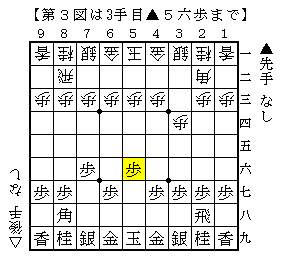 【第３図は3手目▲５六歩まで】
９ ８ ７ ６ ５ ４ ３ ２ １
香 桂 銀 金 玉 金 銀 桂 香 一
飛 角 二
歩 歩 歩 歩 歩 歩 歩 歩 三
歩 四
五
歩 歩 六
歩 歩 歩 歩 歩 歩 歩 七
角 飛 八
香 桂 銀 金 玉 金 銀 桂 香 九
▲先手 なし
△後手 なし